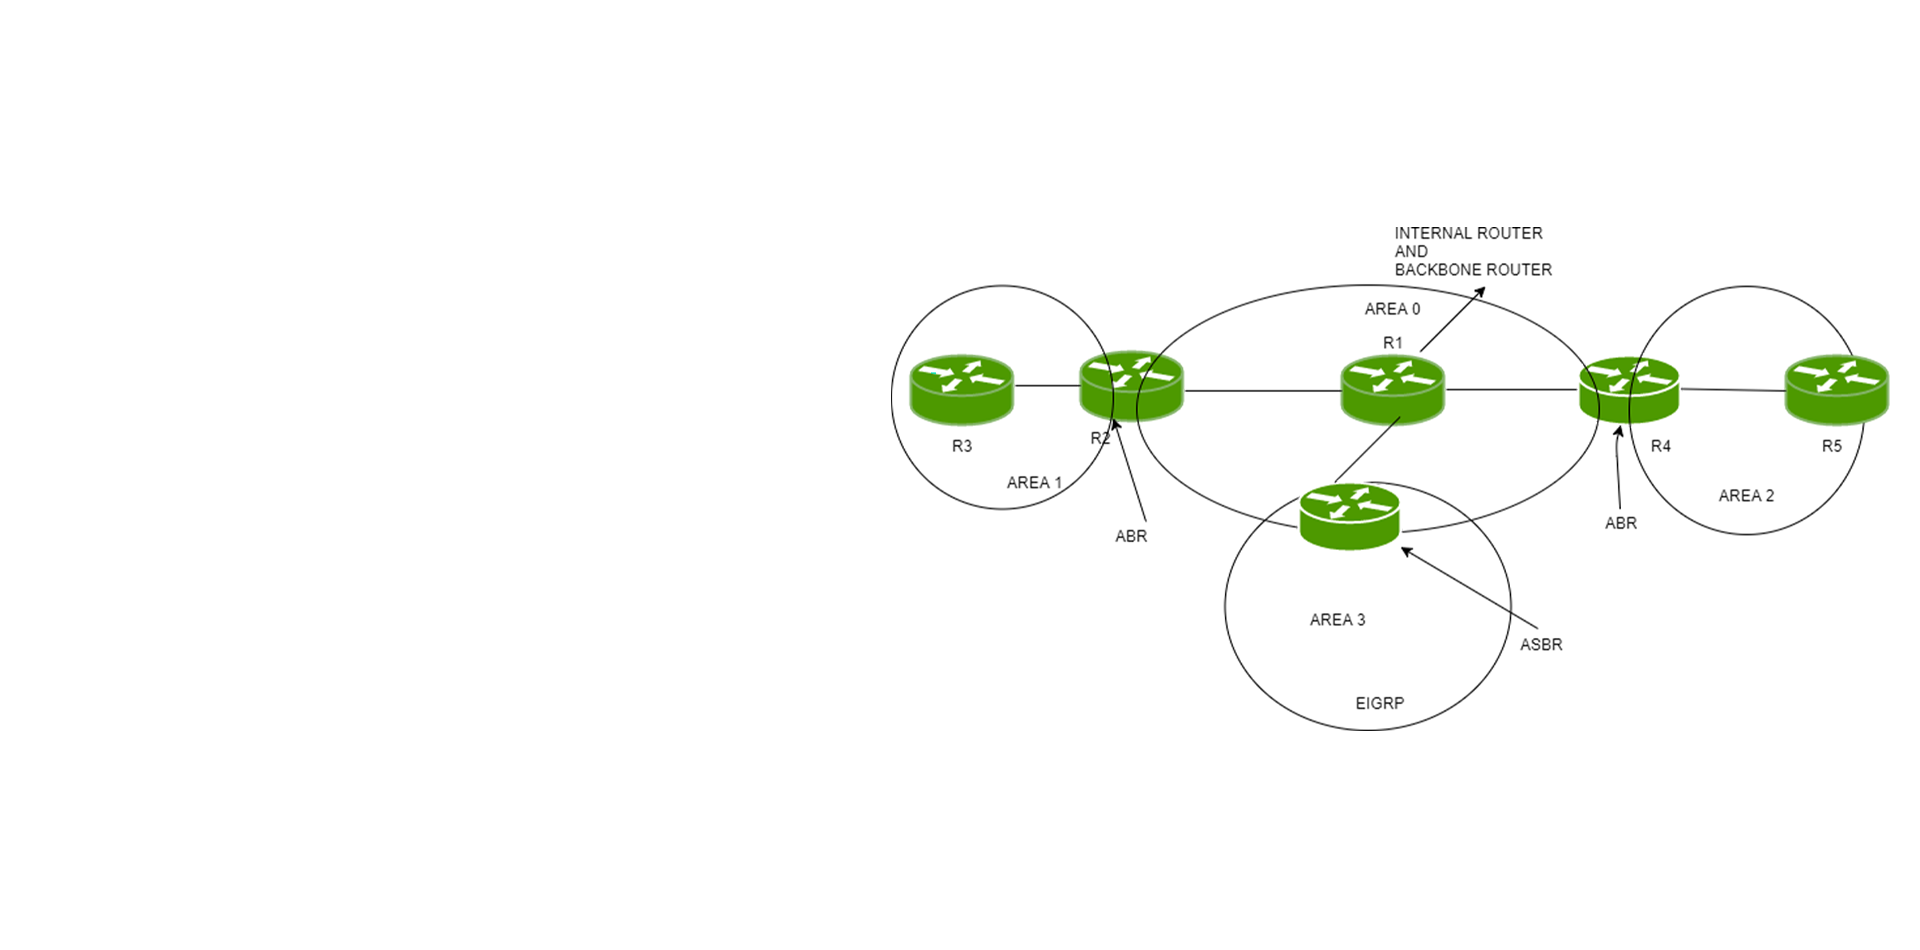 INTERNAL ROUTER
AND
BACKBONE ROUTER
AREA 0
R1
R3
R2
R4
R5
AREA 1
AREA 2
ABR
ABR
AREA 3
ASBR
EIGRP